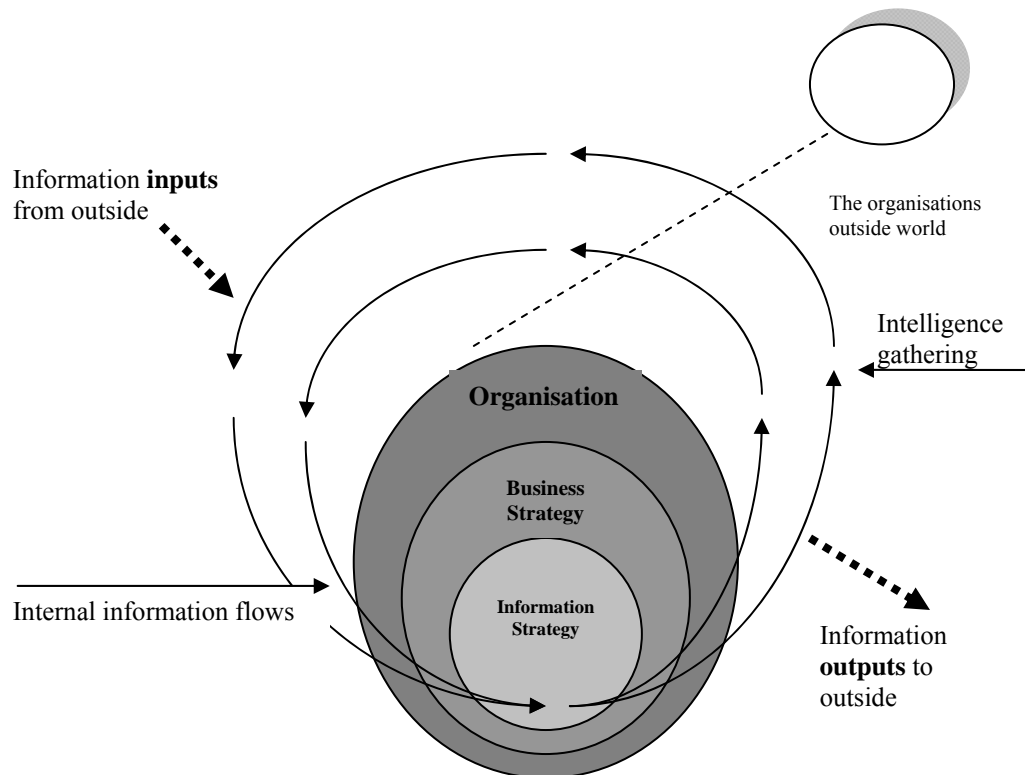 Information inputs
from outside
The organisations
outside world
Intelligence
gathering
Organisation
Business
Strategy
Information
Strategy
Internal information flows
Information
outputs to
outside